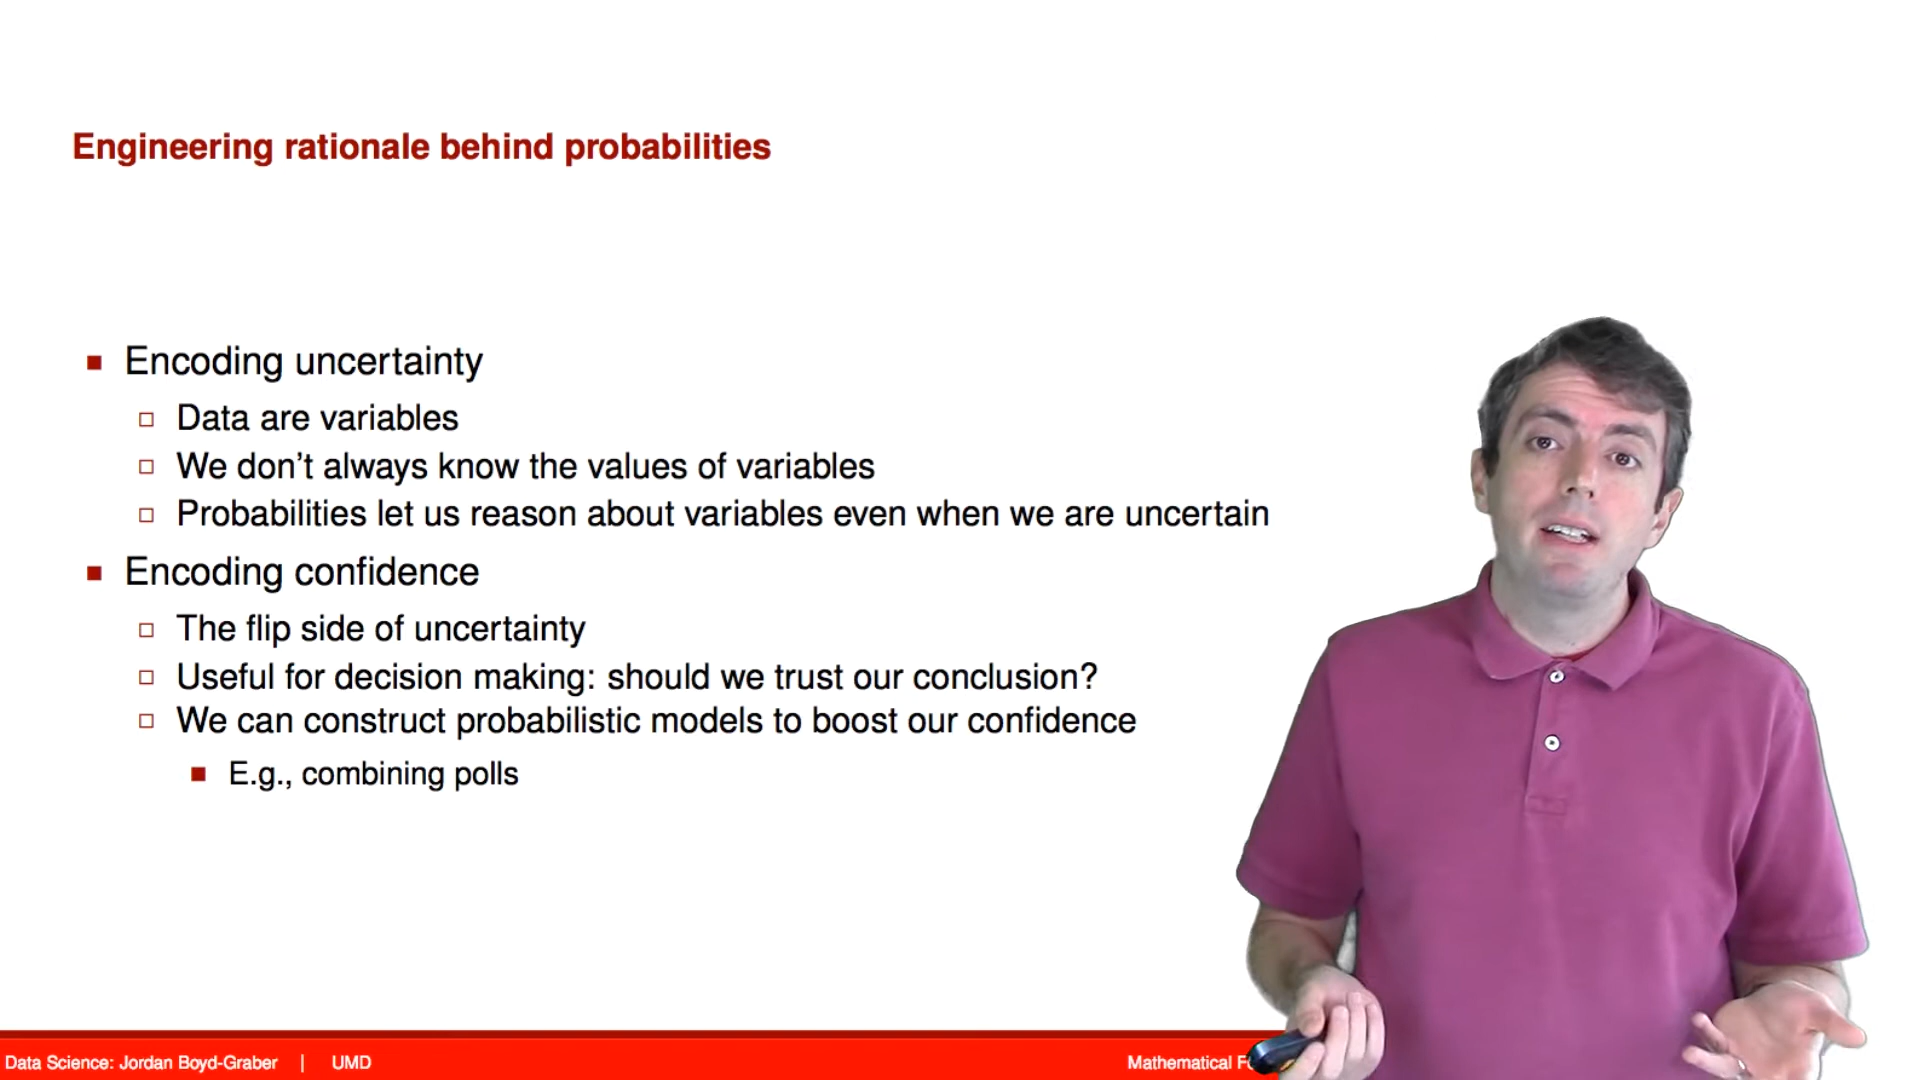 Engineering rationale behind probabilities
Encoding uncertainty
Data are variables
We don't always know the values of variables
Probabilities let us reason about variables even when we are uncertain
Encoding confidence
The flip side of uncertainty
Useful for decision making: should we trust our conclusion?
We can construct probabilistic models to boost our confidence
E.g., combining polls
Data Science: Jordan Boyd-Graber | UMD
Mathematical